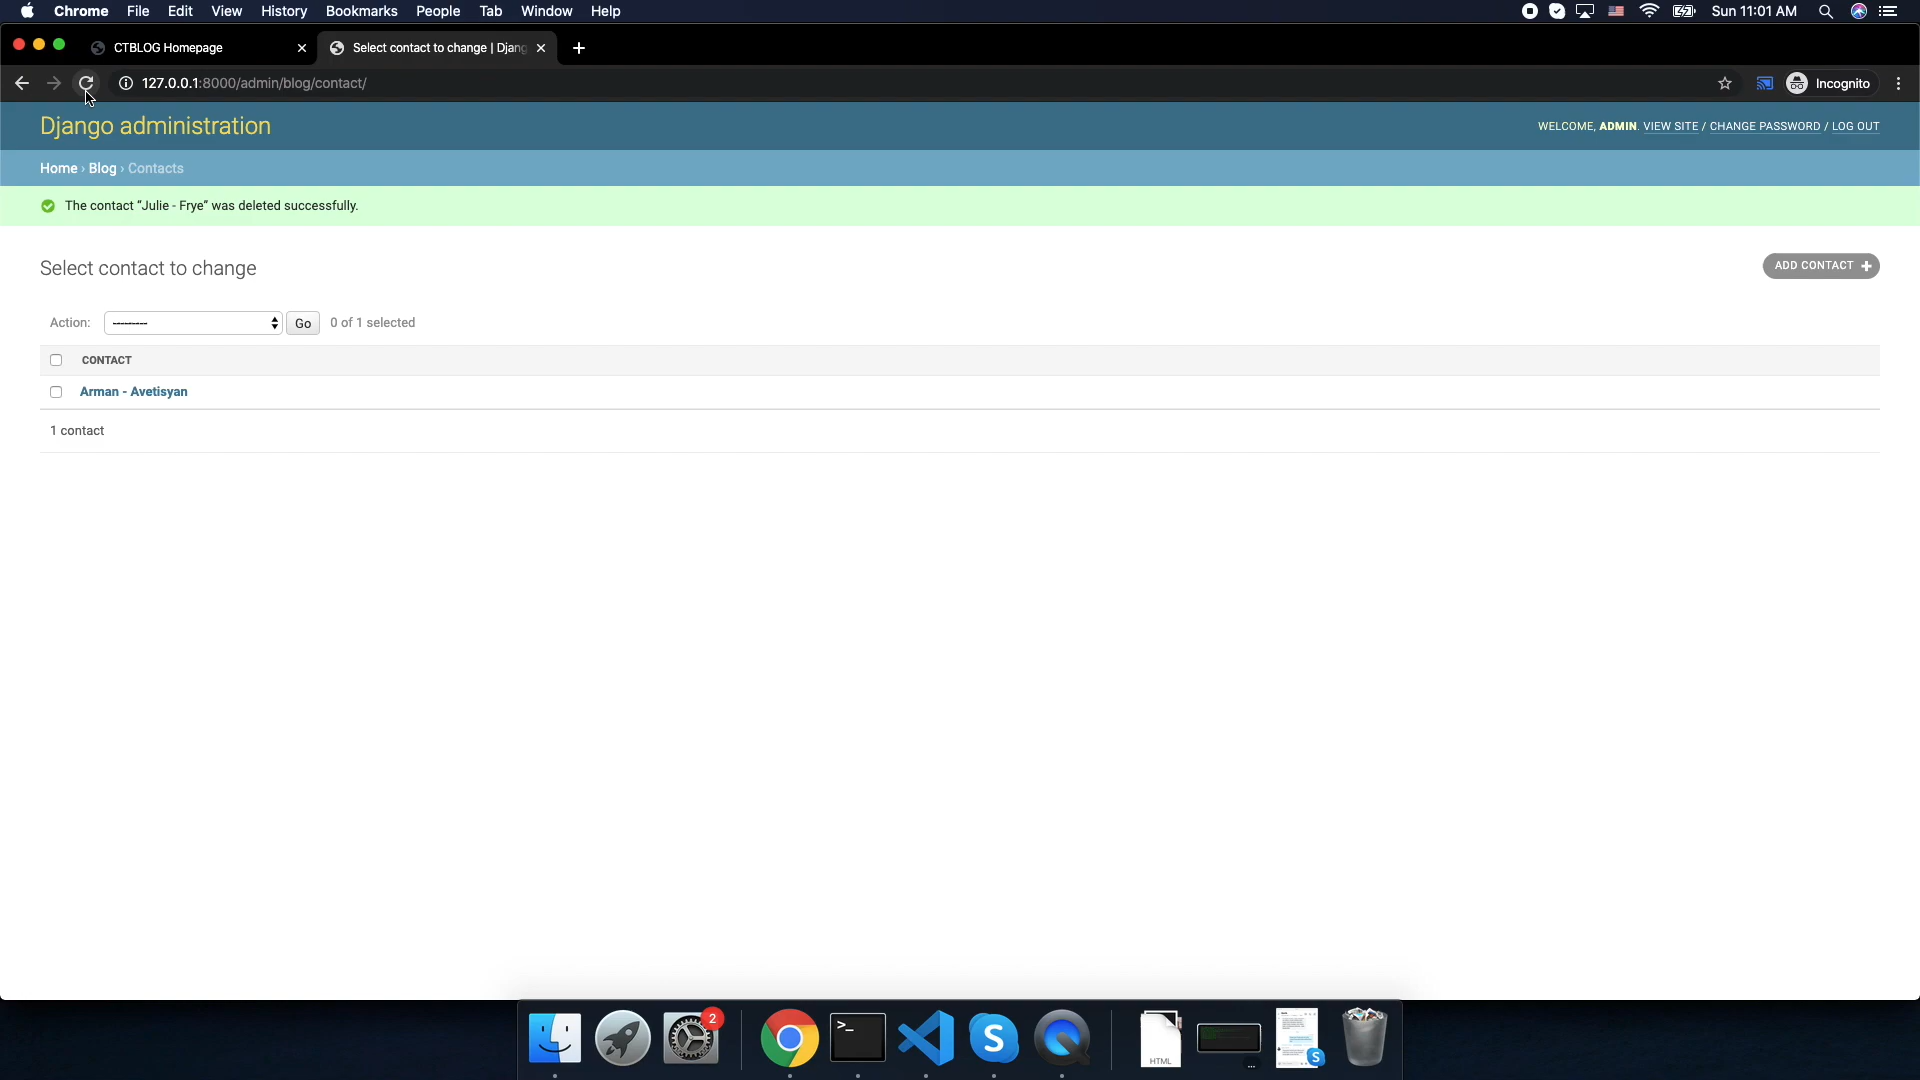 Chrome File Edit View History Bookmarks People Tab Window Help Sun 11:01 AM
CTBLOG Homepage Select contact to change | Djang
127.0.0.1:8000/admin/blog/contact/ Incognito
Django administration WELCOME, ADMIN. VIEW SITE / CHANGE PASSWORD / LOG OUT
Home › Blog › Contacts
The contact “Julie - Frye” was deleted successfully.
Select contact to change ADD CONTACT +
Action: --------- Go 0 of 1 selected
CONTACT
Arman - Avetisyan
1 contact
2
>_
S
HTML
...
S